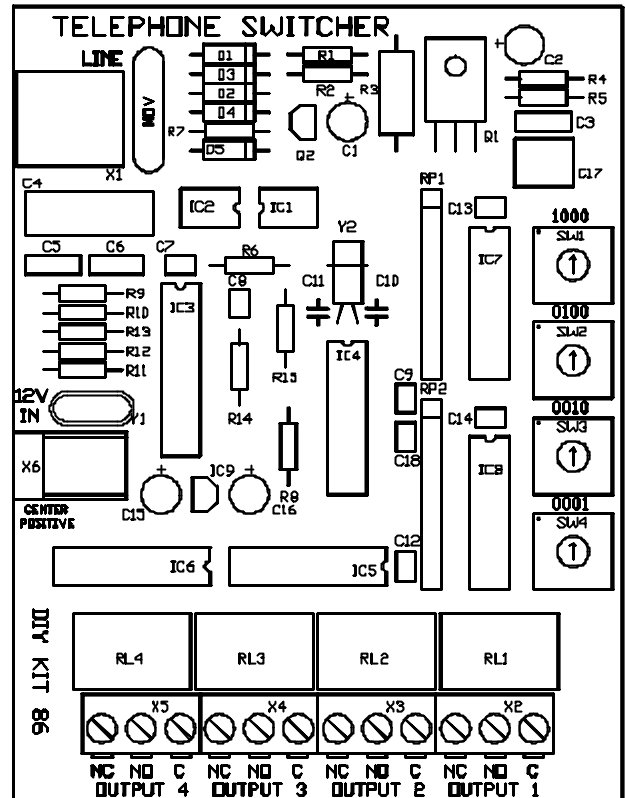 TELEPHONE SWITCHER
LINE
X1
MOV
D1
D3
D2
D4
R7
D5
R1
R2
R3
Q2
C1
Q1
C2
R4
R5
C3
C17
C4
IC2
IC1
Y2
RP1
C13
IC7
1000
SW1
C5
C6
C7
R6
C8
C11
C10
R9
R10
R13
R12
R11
IC3
R14
R15
IC4
0100
SW2
C9
RP2
C14
0010
SW3
12V
IN
Y1
X6
CENTER
POSITIVE
C15
IC9
C16
R8
C18
IC8
0001
SW4
IC6
IC5
C12
DIY KIT 86
RL4
RL3
RL2
RL1
X5
X4
X3
X2
NC NO C NC NO C NC NO C NC NO C
OUTPUT 4 OUTPUT 3 OUTPUT 2 OUTPUT 1